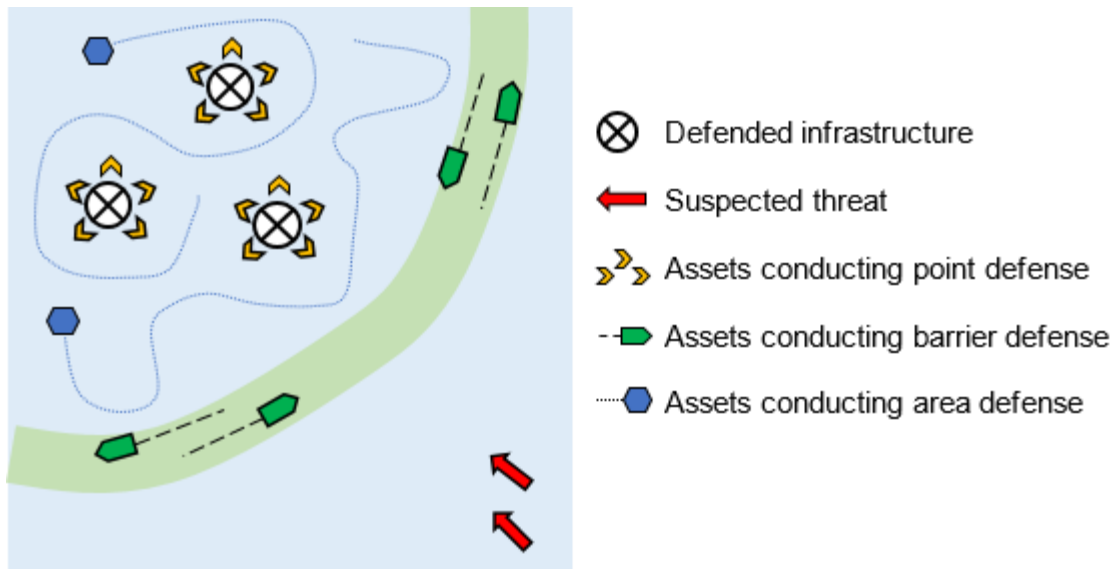 Defended infrastructure
Suspected threat
Assets conducting point defense
Assets conducting barrier defense
Assets conducting area defense